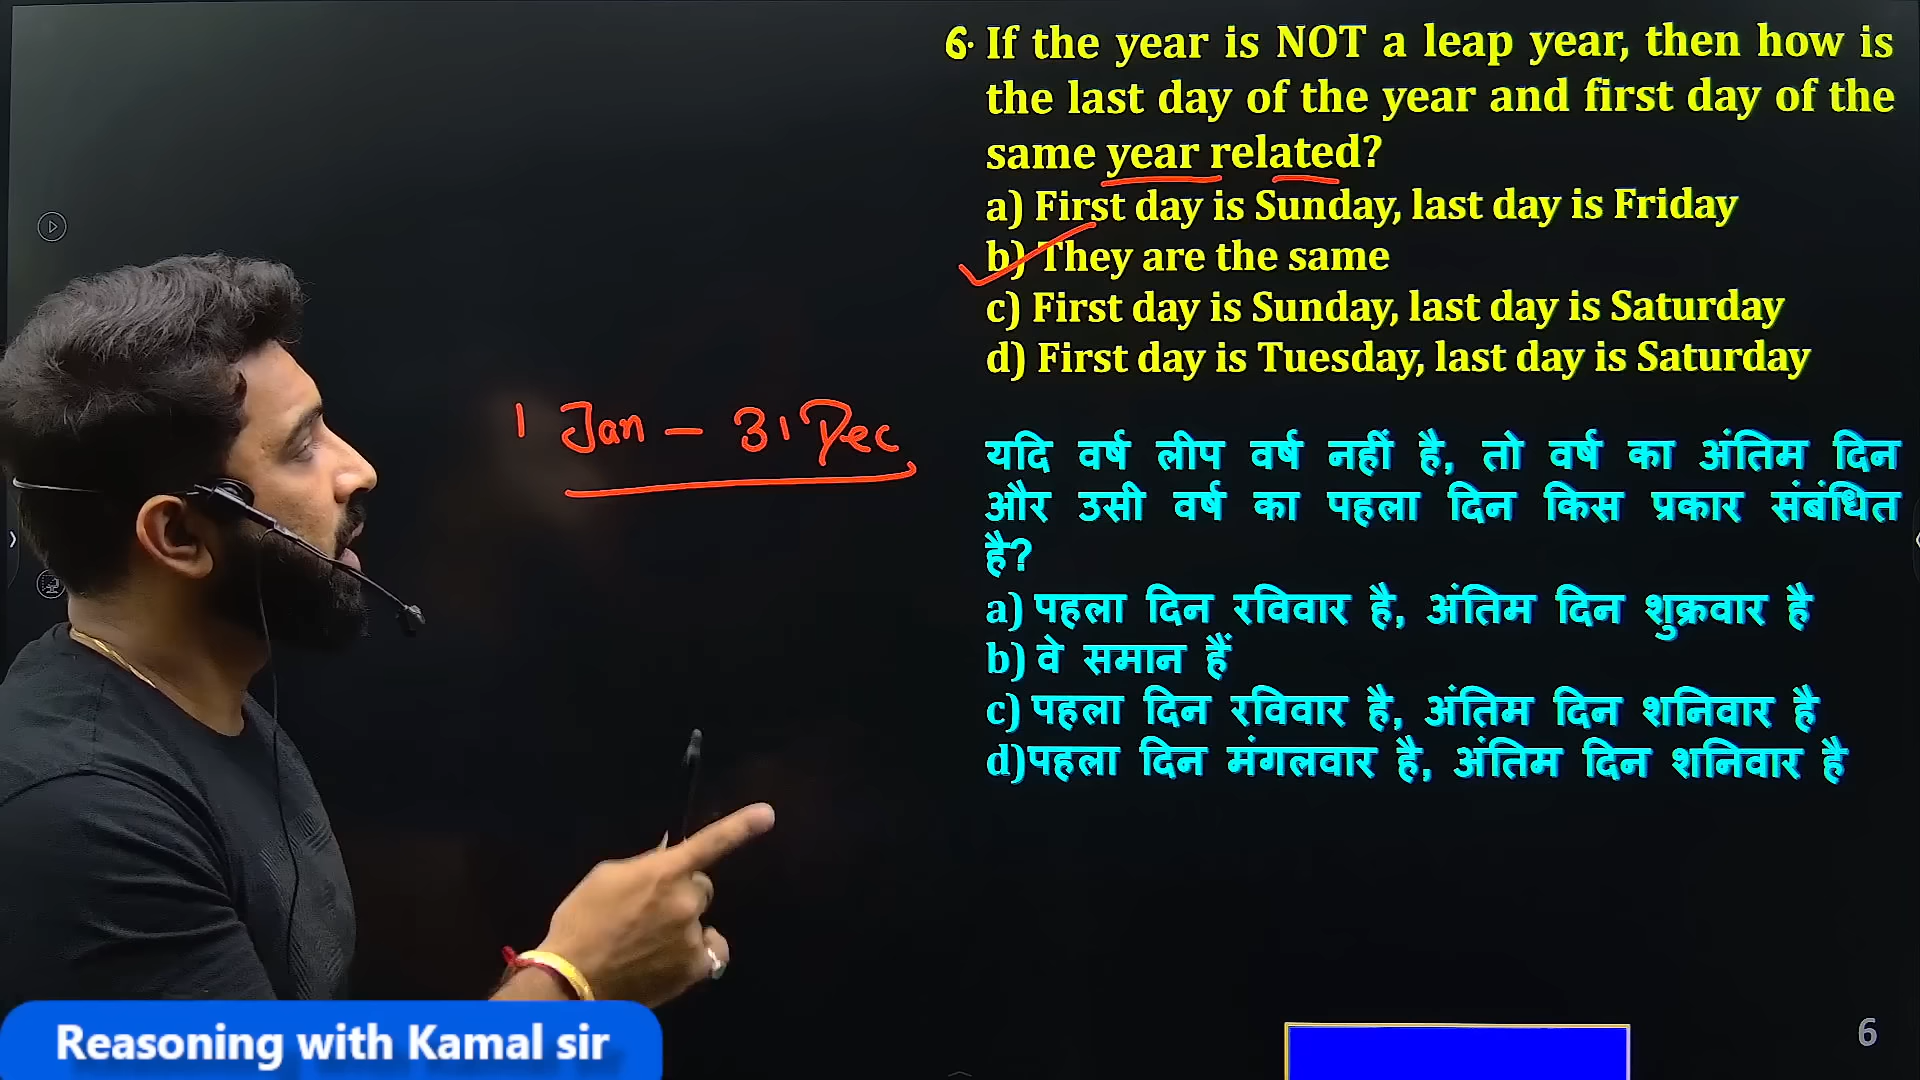 6. If the year is NOT a leap year, then how is
the last day of the year and first day of the
same year related?
a) First day is Sunday, last day is Friday
b) They are the same
c) First day is Sunday, last day is Saturday
d) First day is Tuesday, last day is Saturday
1 Jan - 31 Dec
यदि वर्ष लीप वर्ष नहीं है, तो वर्ष का अंतिम दिन
और उसी वर्ष का पहला दिन किस प्रकार संबंधित
है?
a) पहला दिन रविवार है, अंतिम दिन शुक्रवार है
b) वे समान हैं
c) पहला दिन रविवार है, अंतिम दिन शनिवार है
d)पहला दिन मंगलवार है, अंतिम दिन शनिवार है
Reasoning with Kamal sir
6